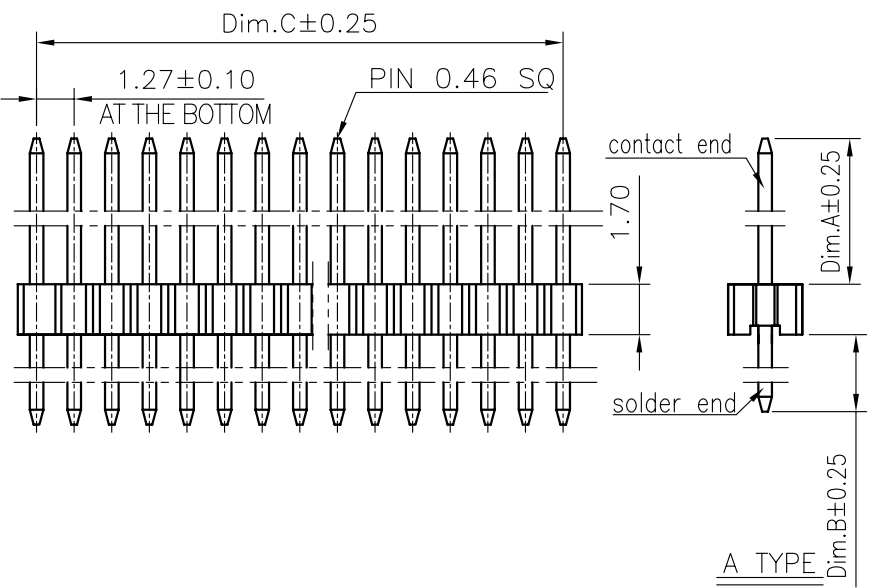 Dim.C±0.25
1.27±0.10
AT THE BOTTOM
PIN 0.46 SQ
contact end
1.70
Dim.A±0.25
solder end
Dim.B±0.25
A TYPE